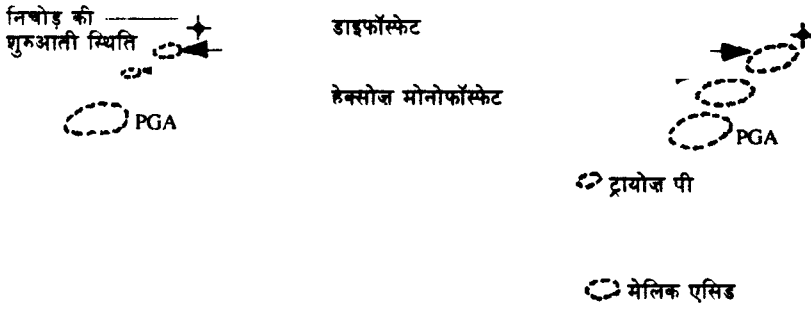 निचोड़ की
शुरुआती स्थिति
डाइफॉस्फेट
हेक्सोज़ मोनोफॉस्फेट
PGA
PGA
ट्रायोज़ पी
मेलिक एसिड